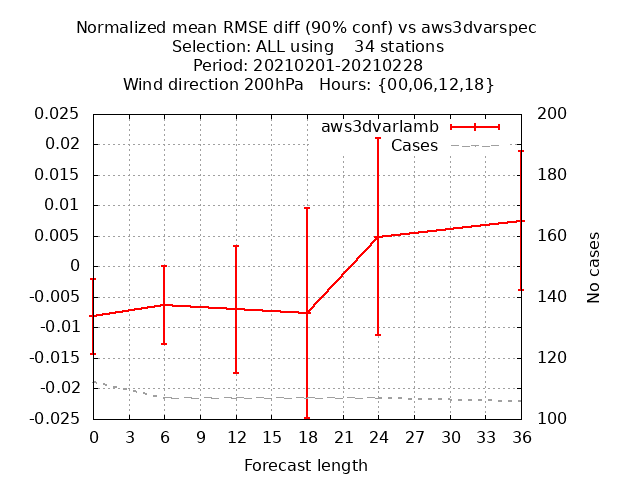 Normalized mean RMSE diff (90% conf) vs aws3dvarspec
Selection: ALL using    34 stations
Period: 20210201-20210228
Wind direction 200hPa   Hours: {00,06,12,18}
aws3dvarlamb
Cases
0.025
0.02
0.015
0.01
0.005
0
-0.005
-0.01
-0.015
-0.02
-0.025
200
180
160
140
120
100
No cases
0 3 6 9 12 15 18 21 24 27 30 33 36
Forecast length